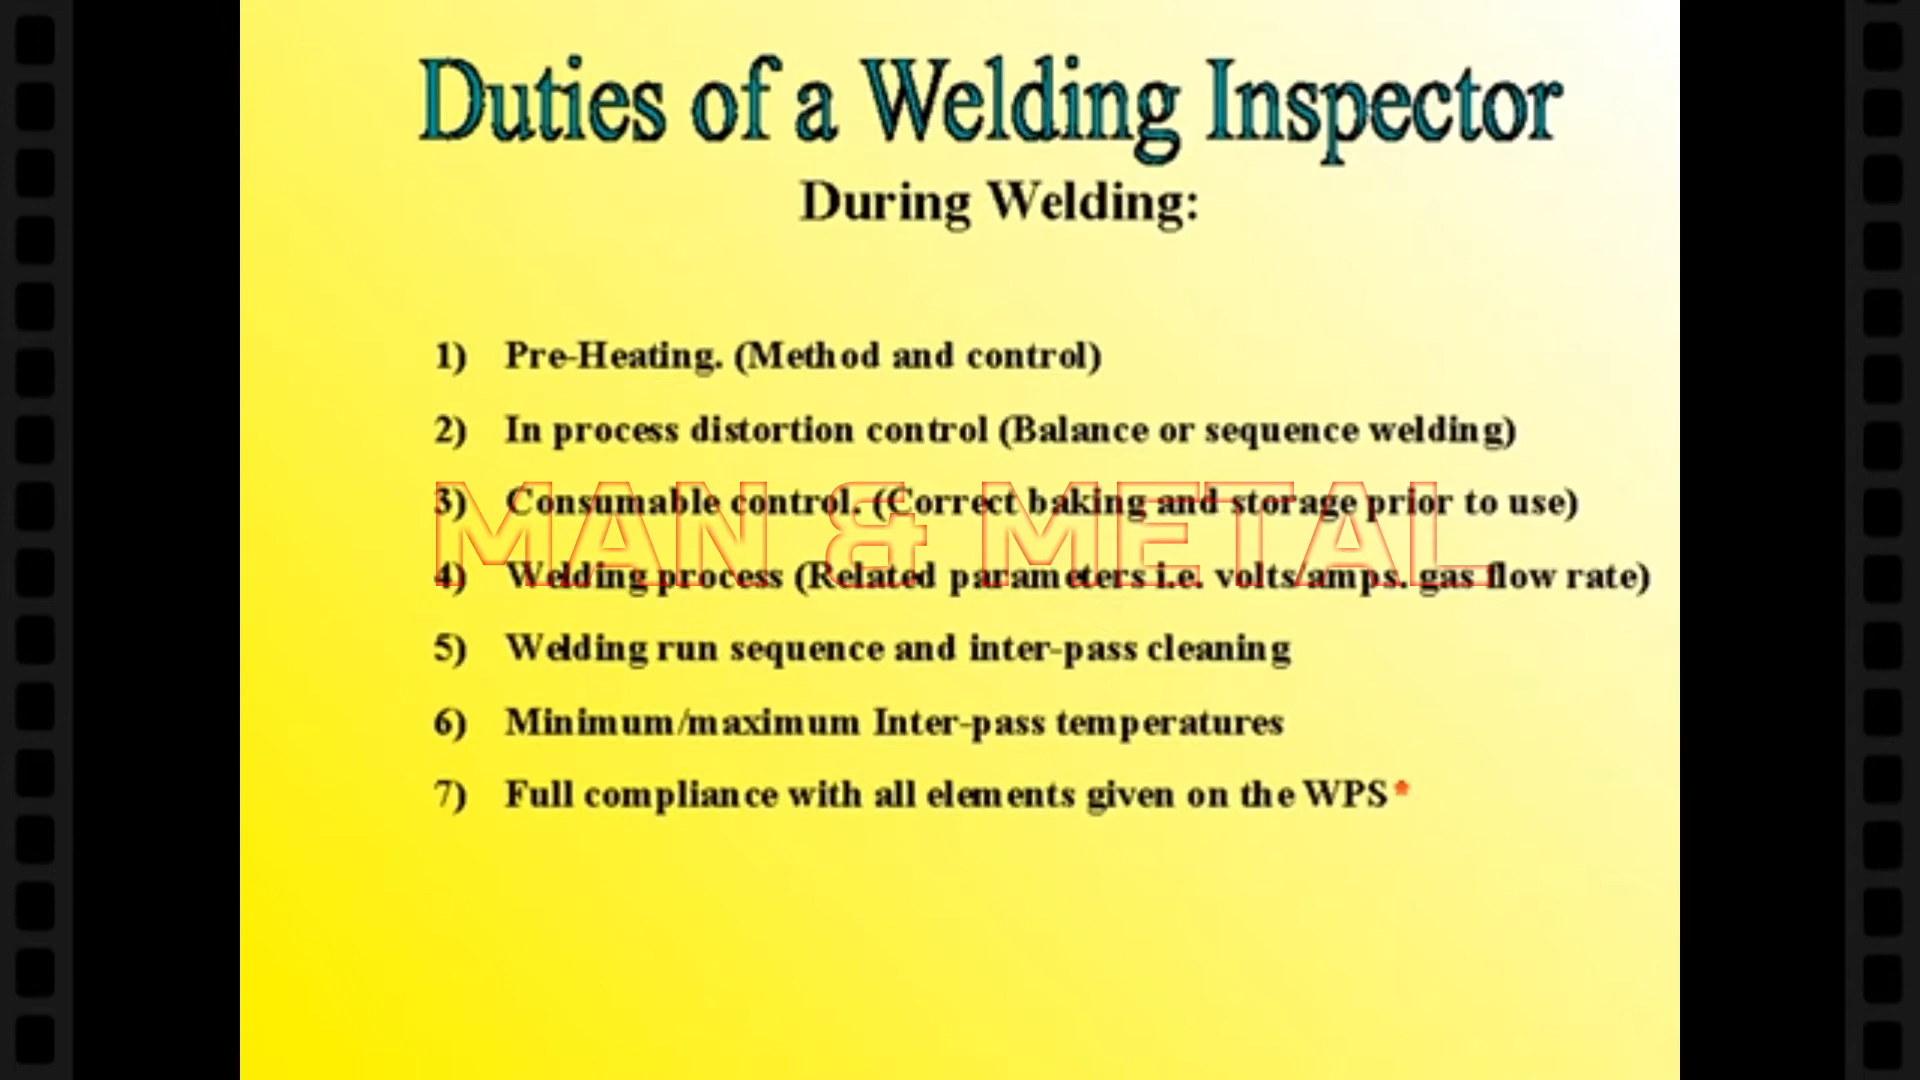 Duties of a Welding Inspector
During Welding:
1) Pre-Heating. (Method and control)
2) In process distortion control (Balance or sequence welding)
3) Consumable control. (Correct baking and storage prior to use)
MAN & METAL
4) Welding process (Related parameters i.e. volts/amps. gas flow rate)
5) Welding run sequence and inter-pass cleaning
6) Minimum/maximum Inter-pass temperatures
7) Full compliance with all elements given on the WPS*